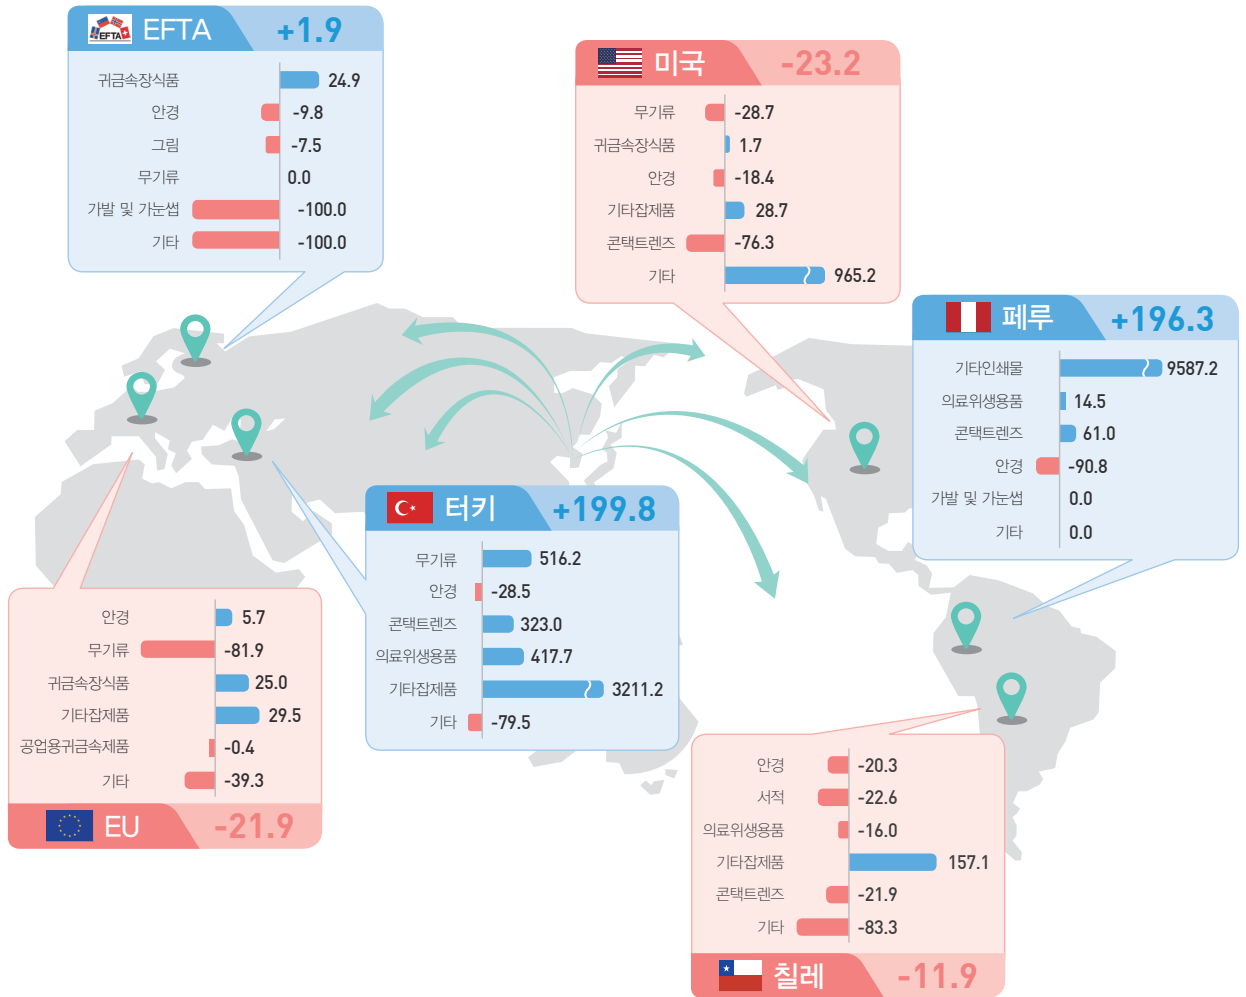 EFTA EFTA +1.9
귀금속장식품 24.9
안경 -9.8
그림 -7.5
무기류 0.0
가발 및 가눈썹 -100.0
기타 -100.0
미국 -23.2
무기류 -28.7
귀금속장식품 1.7
안경 -18.4
기타잡제품 28.7
콘택트렌즈 -76.3
기타 965.2
페루 +196.3
기타인쇄물 9587.2
의료위생용품 14.5
콘택트렌즈 61.0
안경 -90.8
가발 및 가눈썹 0.0
기타 0.0
터키 +199.8
무기류 516.2
안경 -28.5
콘택트렌즈 323.0
의료위생용품 417.7
기타잡제품 3211.2
기타 -79.5
안경 5.7
무기류 -81.9
귀금속장식품 25.0
기타잡제품 29.5
공업용귀금속제품 -0.4
기타 -39.3
EU -21.9
안경 -20.3
서적 -22.6
의료위생용품 -16.0
기타잡제품 157.1
콘택트렌즈 -21.9
기타 -83.3
칠레 -11.9